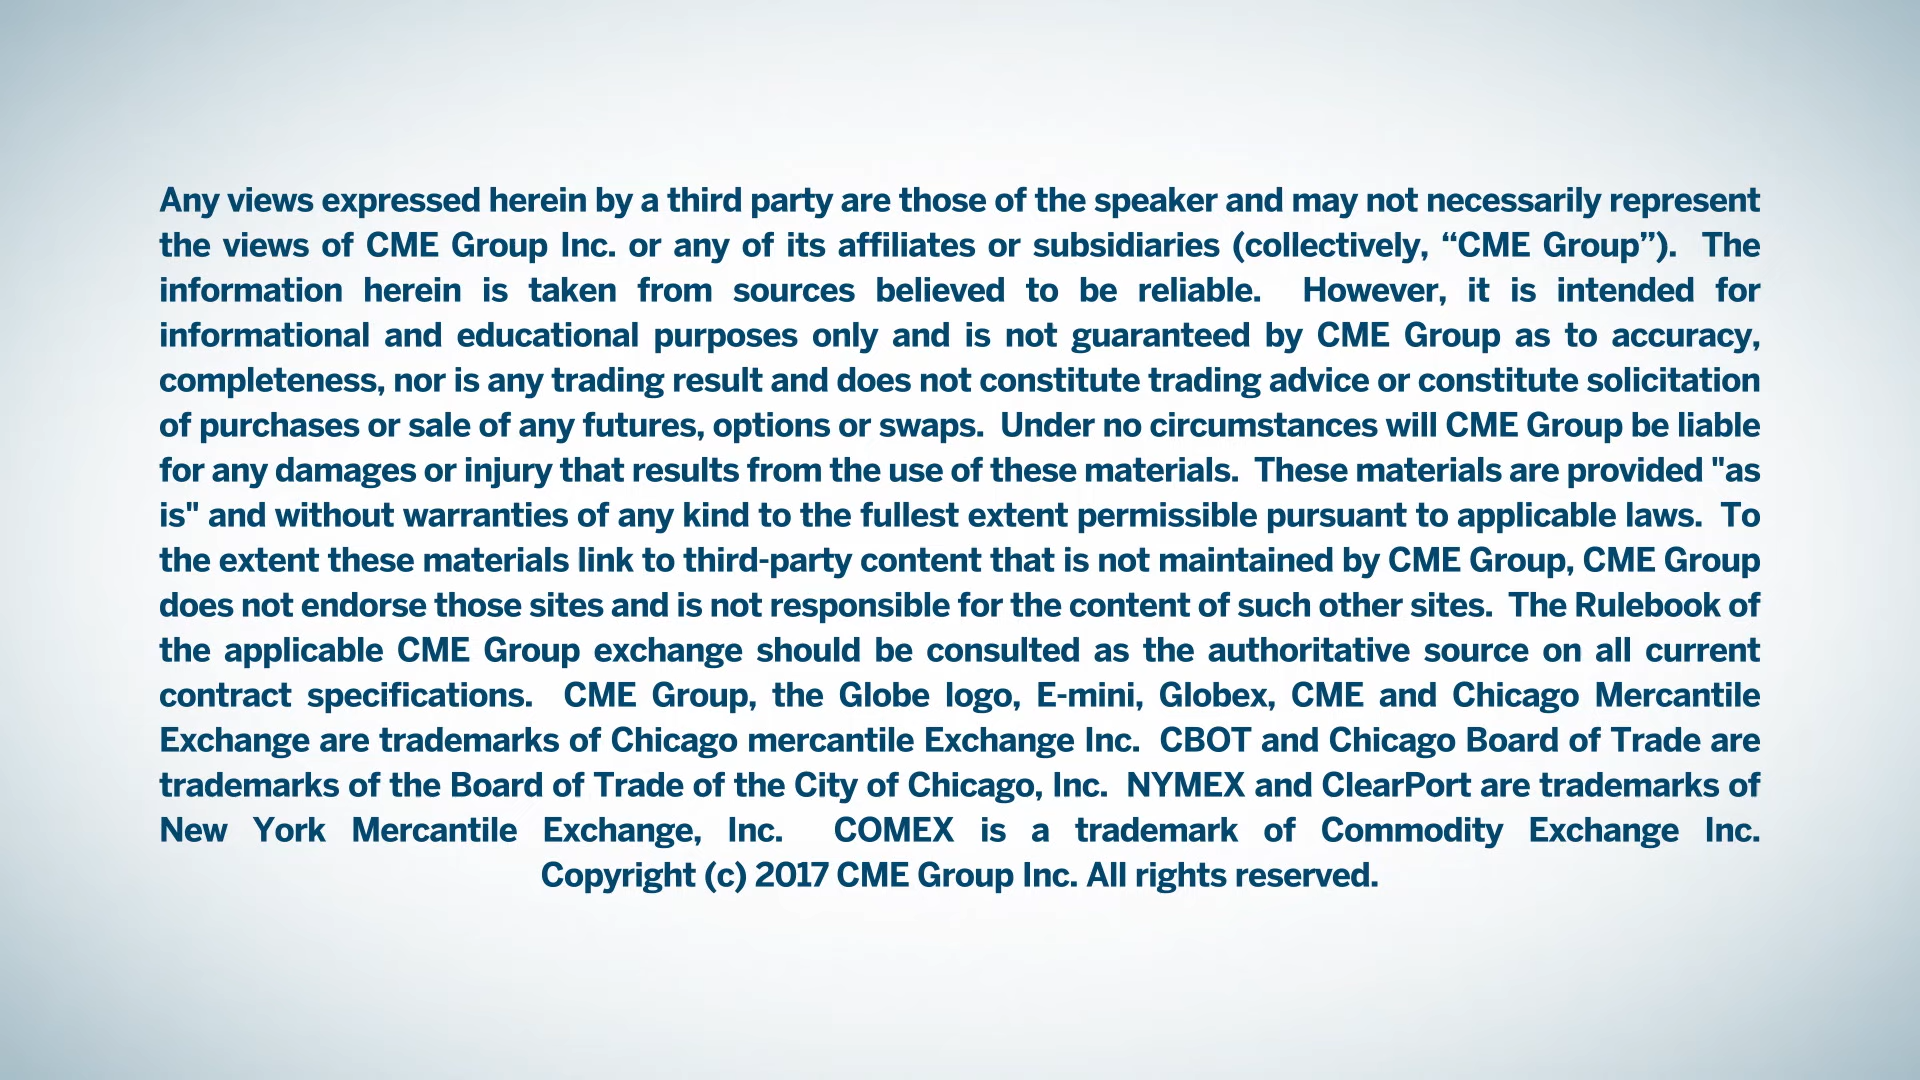 Any views expressed herein by a third party are those of the speaker and may not necessarily represent
the views of CME Group Inc. or any of its affiliates or subsidiaries (collectively, “CME Group”).  The
information herein is taken from sources believed to be reliable.  However, it is intended for
informational and educational purposes only and is not guaranteed by CME Group as to accuracy,
completeness, nor is any trading result and does not constitute trading advice or constitute solicitation
of purchases or sale of any futures, options or swaps.  Under no circumstances will CME Group be liable
for any damages or injury that results from the use of these materials.  These materials are provided "as
is" and without warranties of any kind to the fullest extent permissible pursuant to applicable laws.  To
the extent these materials link to third-party content that is not maintained by CME Group, CME Group
does not endorse those sites and is not responsible for the content of such other sites.  The Rulebook of
the applicable CME Group exchange should be consulted as the authoritative source on all current
contract specifications.  CME Group, the Globe logo, E-mini, Globex, CME and Chicago Mercantile
Exchange are trademarks of Chicago mercantile Exchange Inc.  CBOT and Chicago Board of Trade are
trademarks of the Board of Trade of the City of Chicago, Inc.  NYMEX and ClearPort are trademarks of
New York Mercantile Exchange, Inc.  COMEX is a trademark of Commodity Exchange Inc.
Copyright (c) 2017 CME Group Inc. All rights reserved.